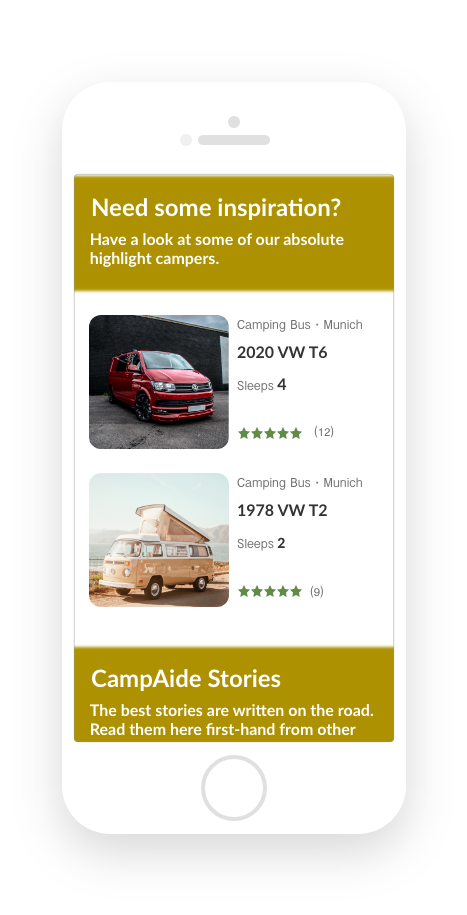 Need some inspiration?
Have a look at some of our absolute
highlight campers.
Camping Bus · Munich
2020 VW T6
Sleeps 4
(12)
Camping Bus · Munich
1978 VW T2
Sleeps 2
(9)
CampAide Stories
The best stories are written on the road.
Read them here first-hand from other